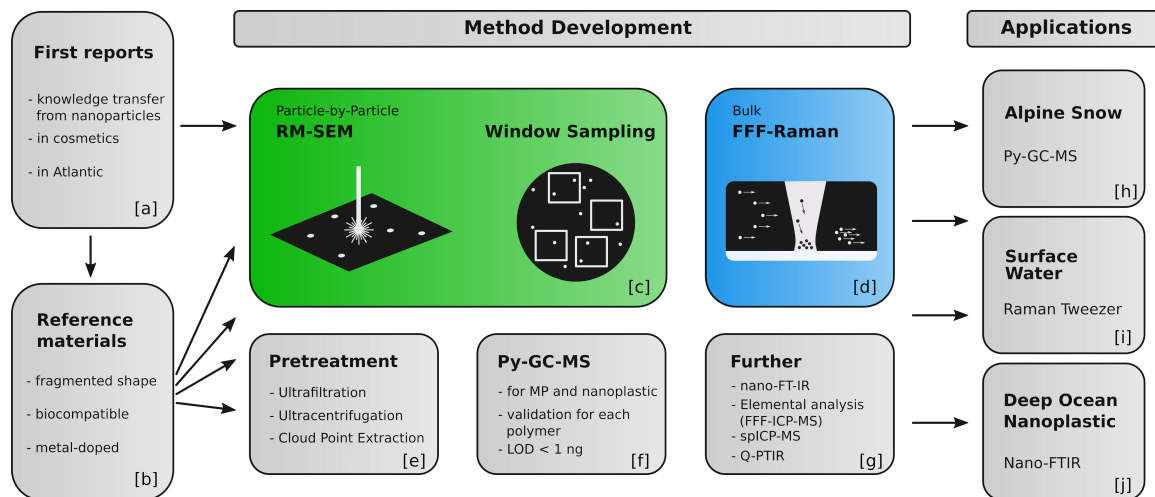 First reports
- knowledge transfer
from nanoparticles
- in cosmetics
- in Atlantic
[a]
Reference
materials
- fragmented shape
- biocompatible
- metal-doped
[b]
Method Development
Particle-by-Particle
RM-SEM
Window Sampling
[c]
Bulk
FFF-Raman
[d]
Pretreatment
- Ultrafiltration
- Ultracentrifugation
- Cloud Point Extraction
[e]
Py-GC-MS
- for MP and nanoplastic
- validation for each
polymer
- LOD < 1 ng
[f]
Further
- nano-FT-IR
- Elemental analysis
(FFF-ICP-MS)
- spICP-MS
- Q-PTIR
[g]
Applications
Alpine Snow
Py-GC-MS
[h]
Surface
Water
Raman Tweezer
[i]
Deep Ocean
Nanoplastic
Nano-FTIR
[j]